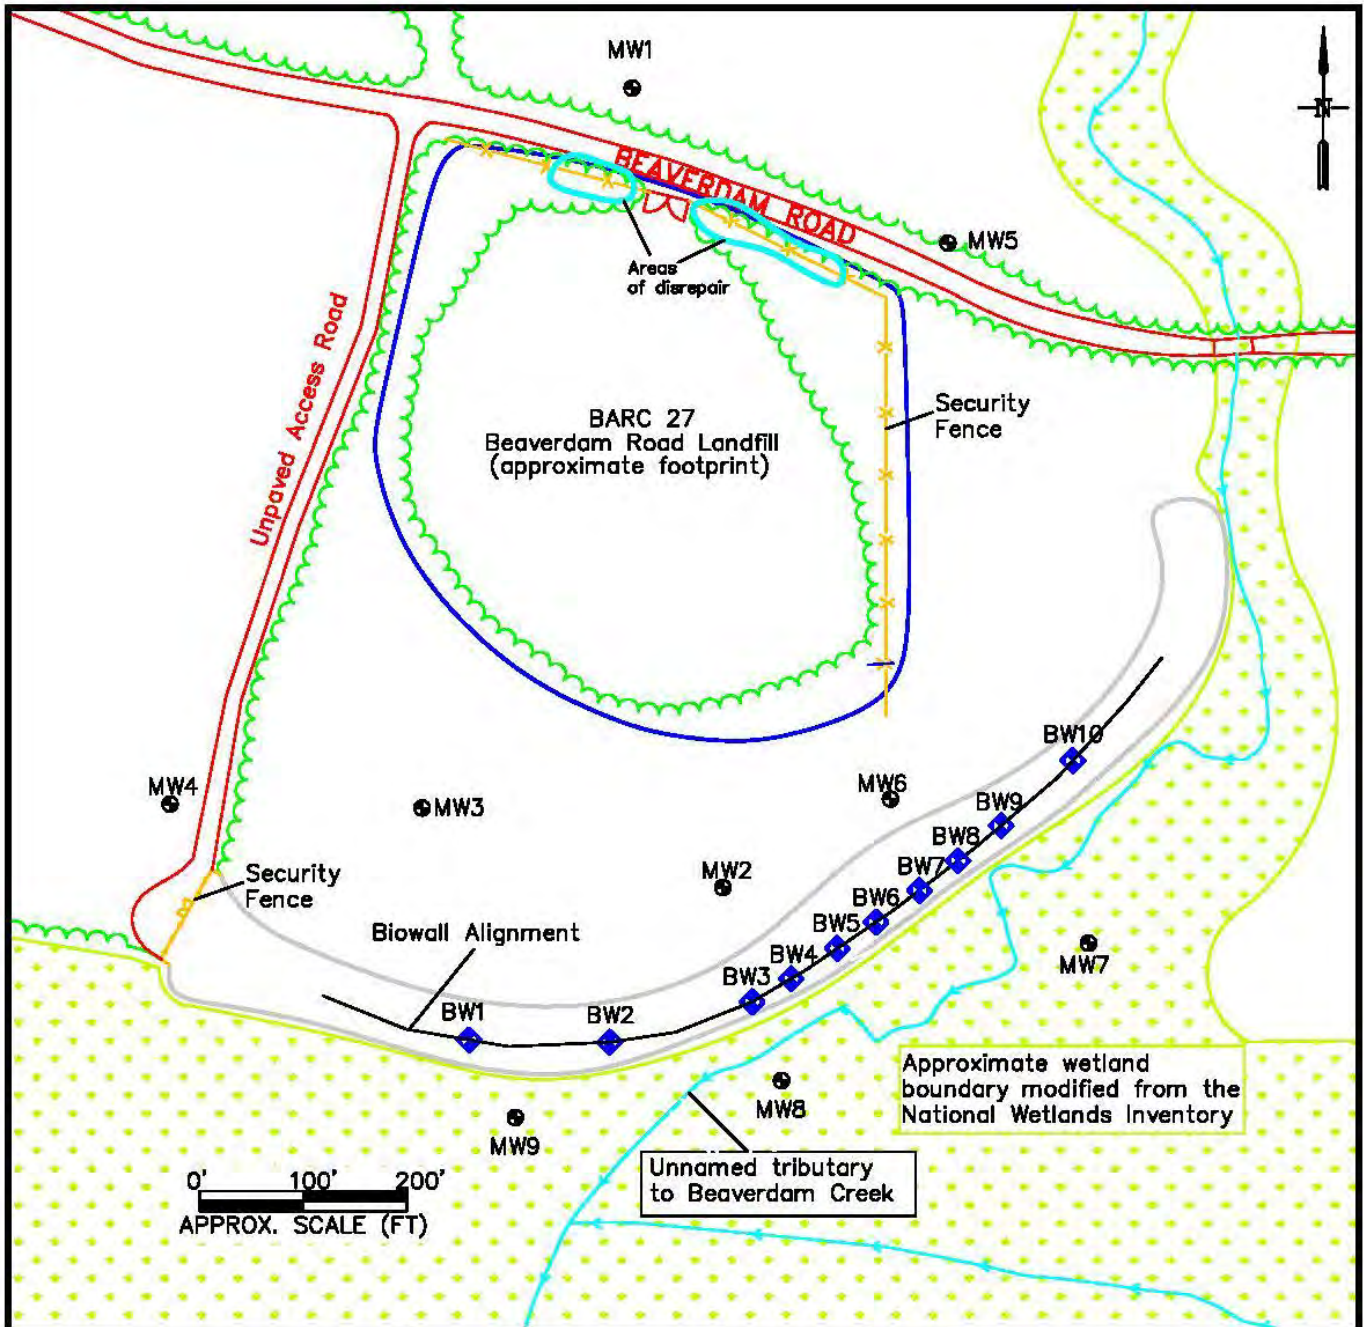 MW1
N
BEAVERDAM ROAD
MW5
Areas
of disrepair
Unpaved Access Road
Security
Fence
BARC 27
Beaverdam Road Landfill
(approximate footprint)
BW10
MW4
MW3
MW6
BW9
BW8
MW2
BW7
Security
Fence
BW6
BW5
Biowall Alignment
BW4
MW7
BW3
BW1
BW2
Approximate wetland
boundary modified from the
National Wetlands Inventory
MW8
MW9
Unnamed tributary
to Beaverdam Creek
0' 100' 200'
APPROX. SCALE (FT)